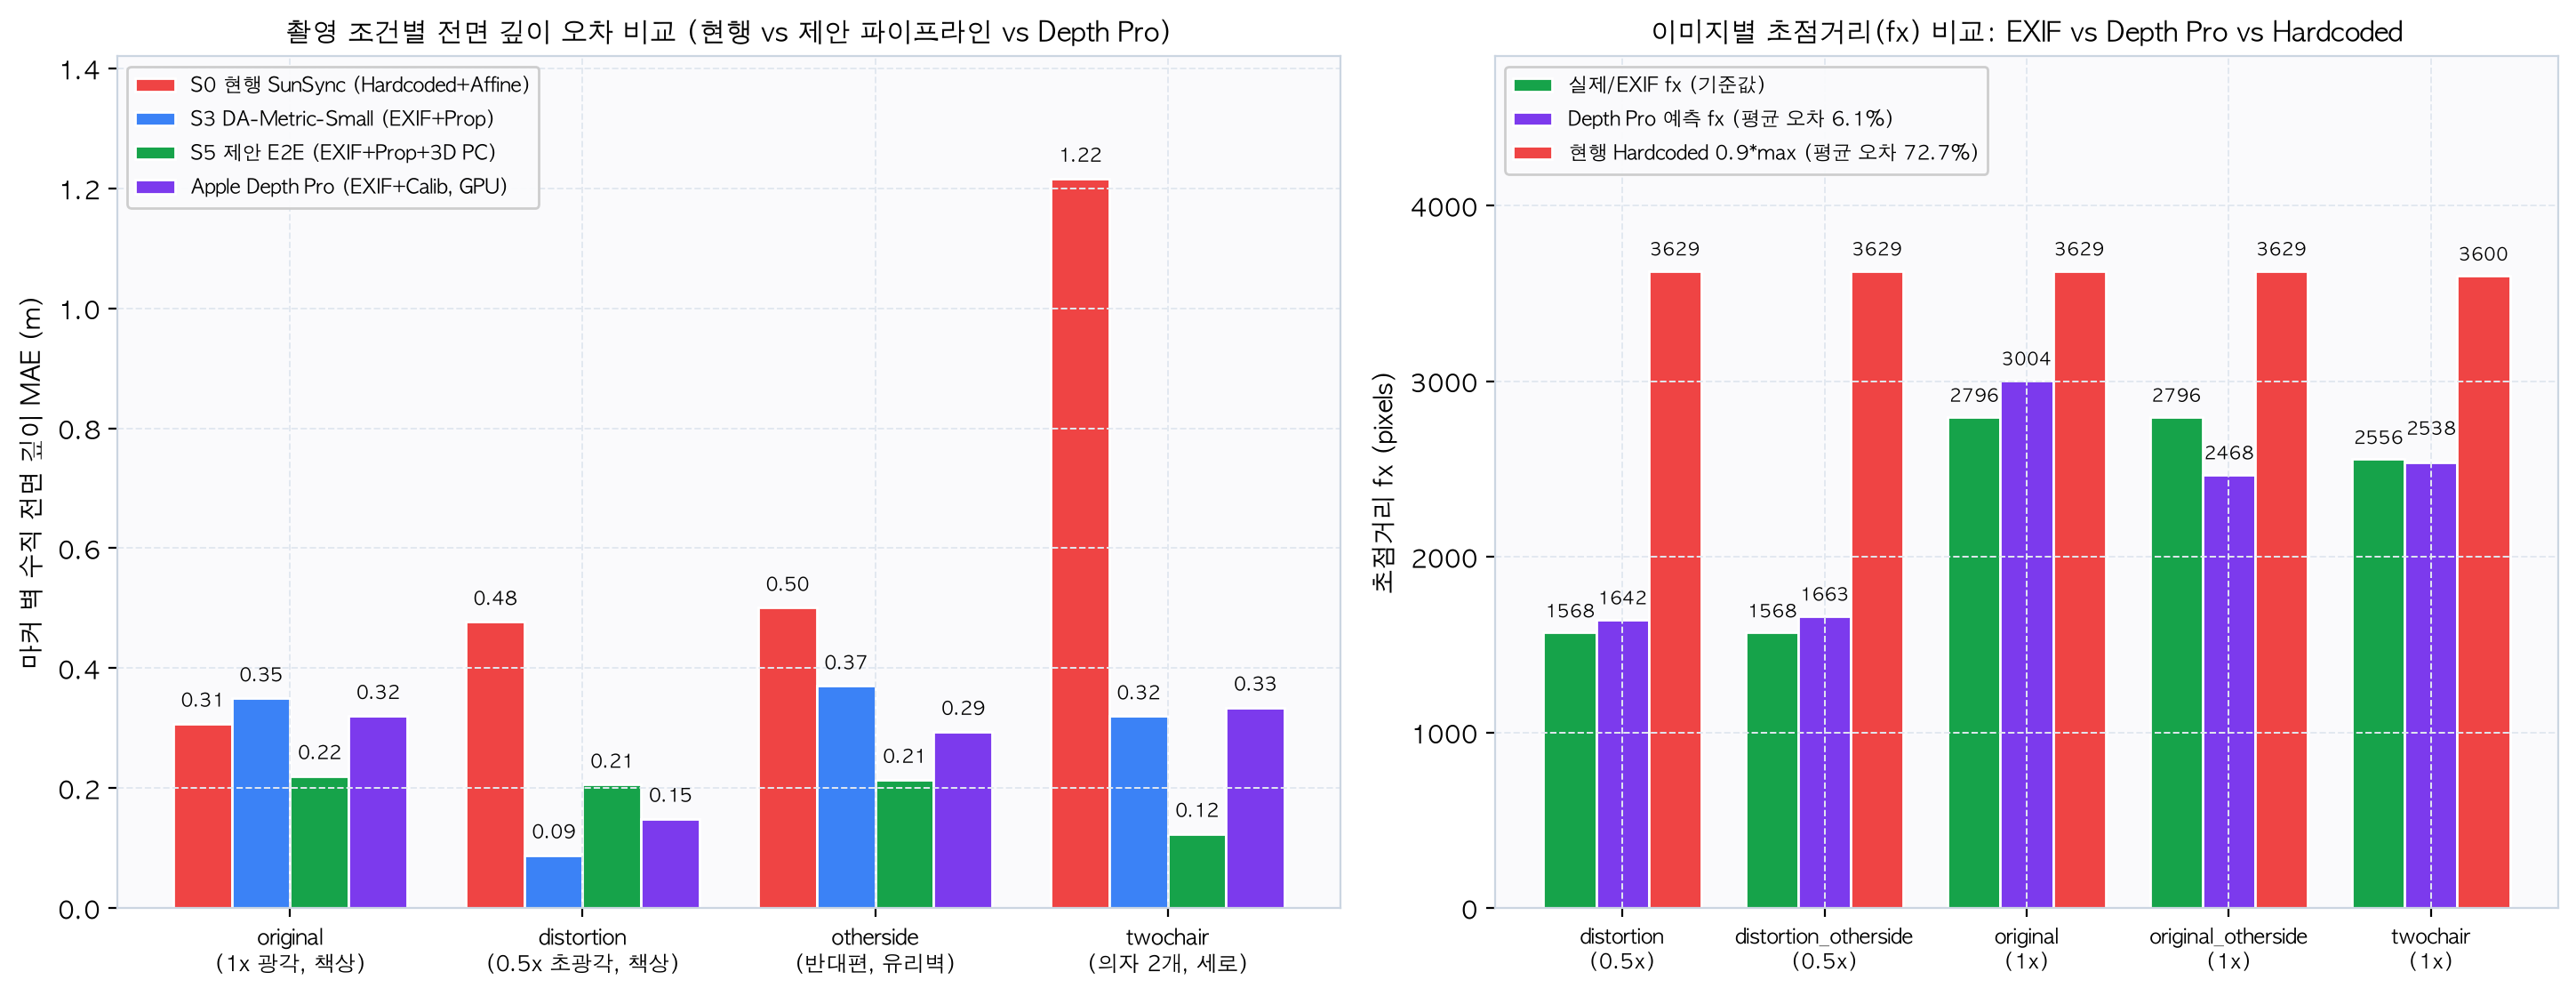 촬영 조건별 전면 깊이 오차 비교 (현행 vs 제안 파이프라인 vs Depth Pro)
마커 벽 수직 전면 깊이 MAE (m)
1.4
1.2
1.0
0.8
0.6
0.4
0.2
0.0
S0 현행 SunSync (Hardcoded+Affine)
S3 DA-Metric-Small (EXIF+Prop)
S5 제안 E2E (EXIF+Prop+3D PC)
Apple Depth Pro (EXIF+Calib, GPU)
0.31
0.35
0.22
0.32
0.48
0.09
0.21
0.15
0.50
0.37
0.21
0.29
1.22
0.32
0.12
0.33
original
(1x 광각, 책상)
distortion
(0.5x 초광각, 책상)
otherside
(반대편, 유리벽)
twochair
(의자 2개, 세로)
이미지별 초점거리(fx) 비교: EXIF vs Depth Pro vs Hardcoded
초점거리 fx (pixels)
4000
3000
2000
1000
0
실제/EXIF fx (기준값)
Depth Pro 예측 fx (평균 오차 6.1%)
현행 Hardcoded 0.9*max (평균 오차 72.7%)
1568
1642
3629
1568
1663
3629
2796
3004
3629
2796
2468
3629
2556
2538
3600
distortion
(0.5x)
distortion_otherside
(0.5x)
original
(1x)
original_otherside
(1x)
twochair
(1x)